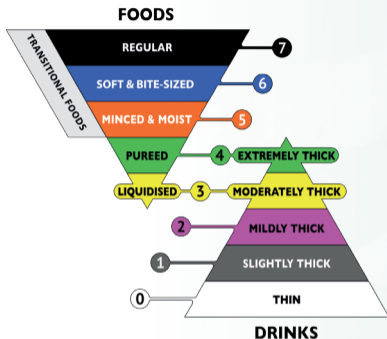 FOODS
TRANSITIONAL FOODS
REGULAR 7
SOFT & BITE-SIZED 6
MINCED & MOIST 5
PUREED 4 EXTREMELY THICK
LIQUIDISED 3 MODERATELY THICK
2 MILDLY THICK
1 SLIGHTLY THICK
0 THIN
DRINKS